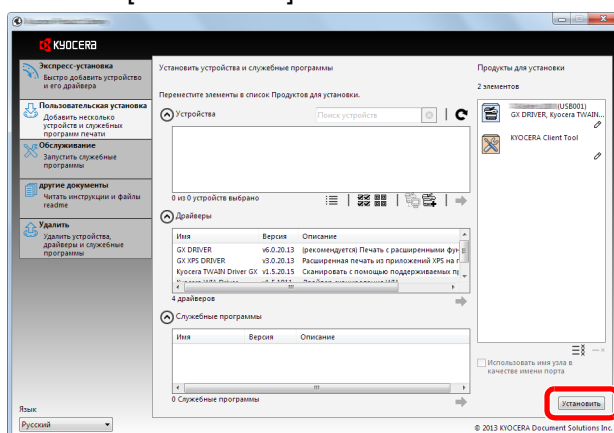 KYOCERA
Экспресс-установка
Быстро добавить устройство
и его драйвера
Пользовательская установка
Добавить несколько
устройств и служебных
программ печати
Обслуживание
Запустить служебные
программы
другие документы
Читать инструкции и файлы
readme
Удалить
Удалить устройства,
драйверы и служебные
программы
Язык:
Русский
Установить устройства и служебные программы
Переместите элементы в список Продуктов для установки.
Устройства
Поиск устройств
0 из 0 устройств выбрано
Драйверы
Имя Версия Описание
GX DRIVER v6.0.20.13 (рекомендуется) Печать с расширенными фун
GX XPS DRIVER v3.0.20.13 Расширенная печать из приложений XPS на
Kyocera TWAIN Driver GX v1.5.20.15 Сканировать с помощью поддерживаемых
4 драйверов
Служебные программы
Имя Версия Описание
0 Служебные программы
Продукты для установки
2 элементов
(USB001)
GX DRIVER, Kyocera TWAIN...
KYOCERA Client Tool
Использовать имя узла в
качестве имени порта
Установить
© 2013 KYOCERA Document Solutions Inc.